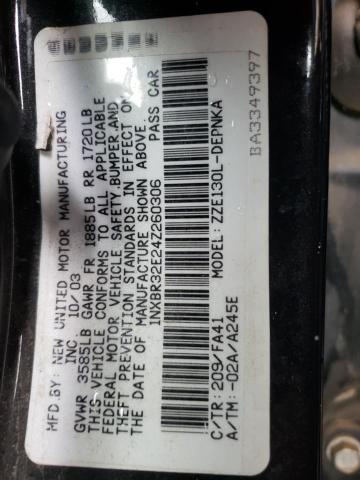 MFD.BY: NEW UNITED MOTOR MANUFACTURING
INC. 10/03
GVWR 3585LB GAWR FR 1885LB RR 1720LB
THIS VEHICLE CONFORMS TO ALL APPLICABLE
FEDERAL MOTOR VEHICLE SAFETY,BUMPER,AND
THEFT PREVENTION STANDARDS IN EFFECT ON
THE DATE OF MANUFACTURE SHOWN ABOVE.
PASS CAR
1NXBR32E24Z260306
MODEL: ZZE130L-DEPNKA
C/TR: 209/FA41
A/TM: -02A/A245E
BA3349397